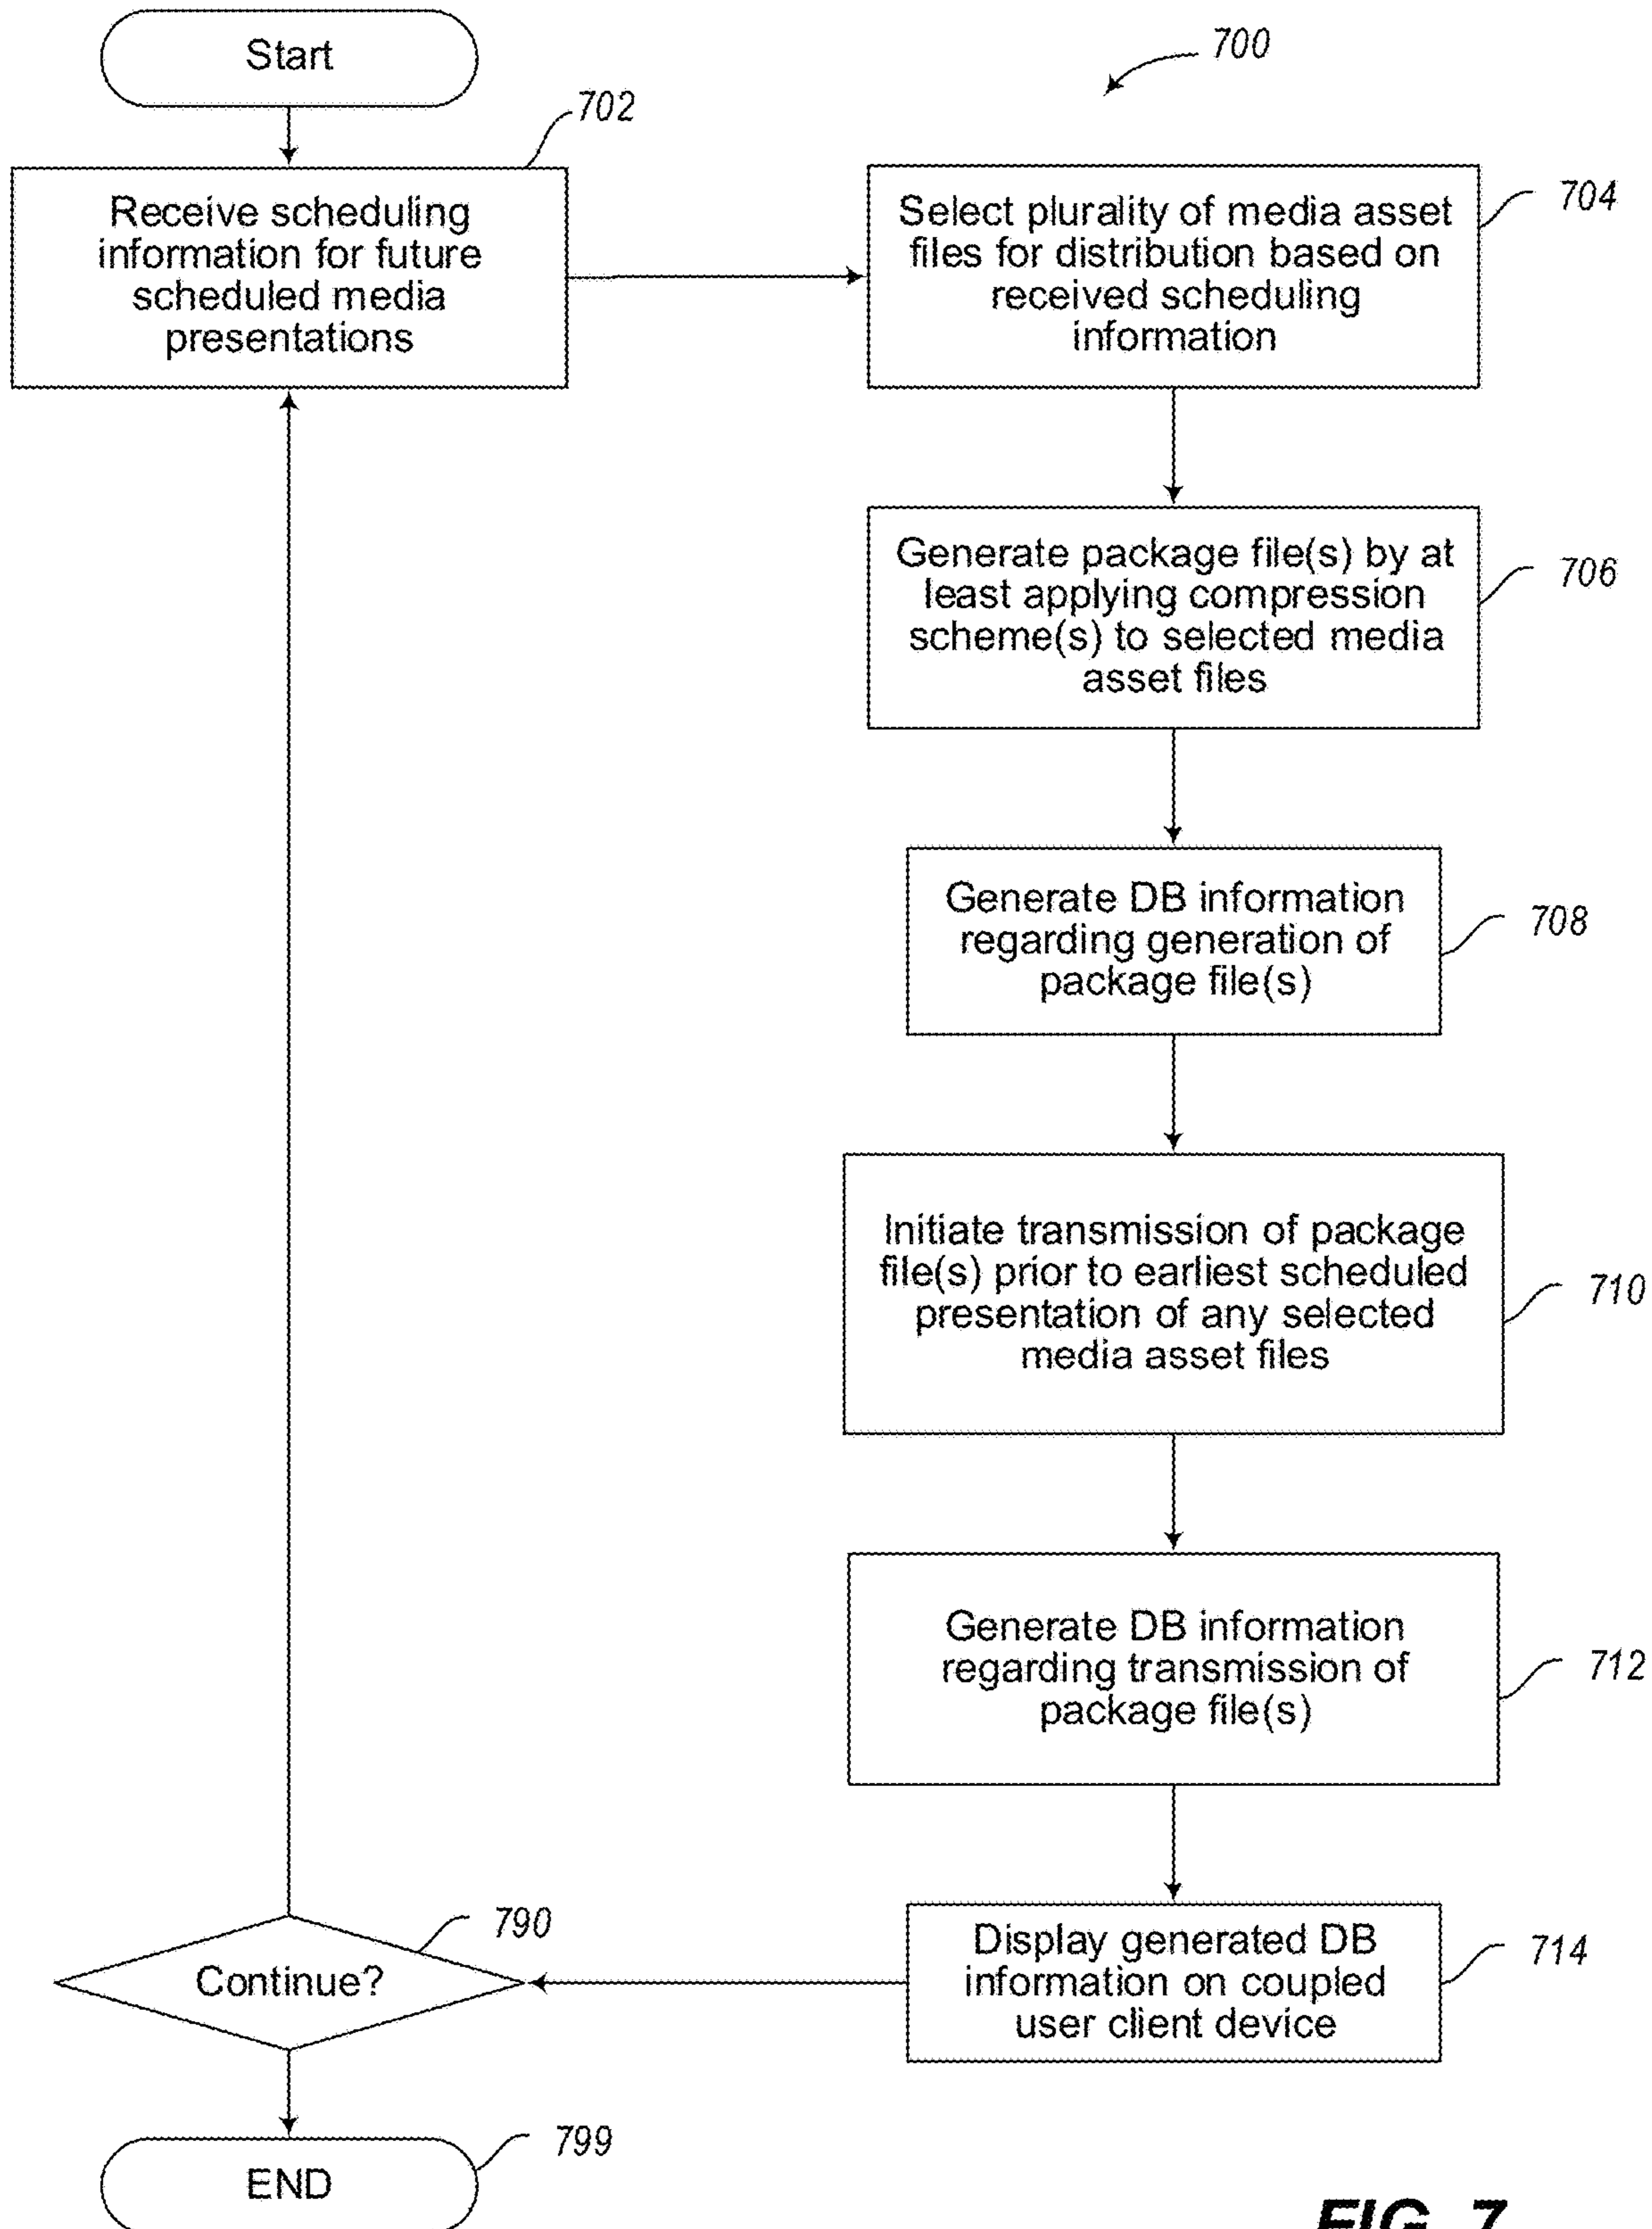 Start
700
702
Receive scheduling
information for future
scheduled media
presentations
704
Select plurality of media asset
files for distribution based on
received scheduling
information
706
Generate package file(s) by at
least applying compression
scheme(s) to selected media
asset files
708
Generate DB information
regarding generation of
package file(s)
710
Initiate transmission of package
file(s) prior to earliest scheduled
presentation of any selected
media asset files
712
Generate DB information
regarding transmission of
package file(s)
714
Display generated DB
information on coupled
user client device
790
Continue?
799
END
FIG. 7